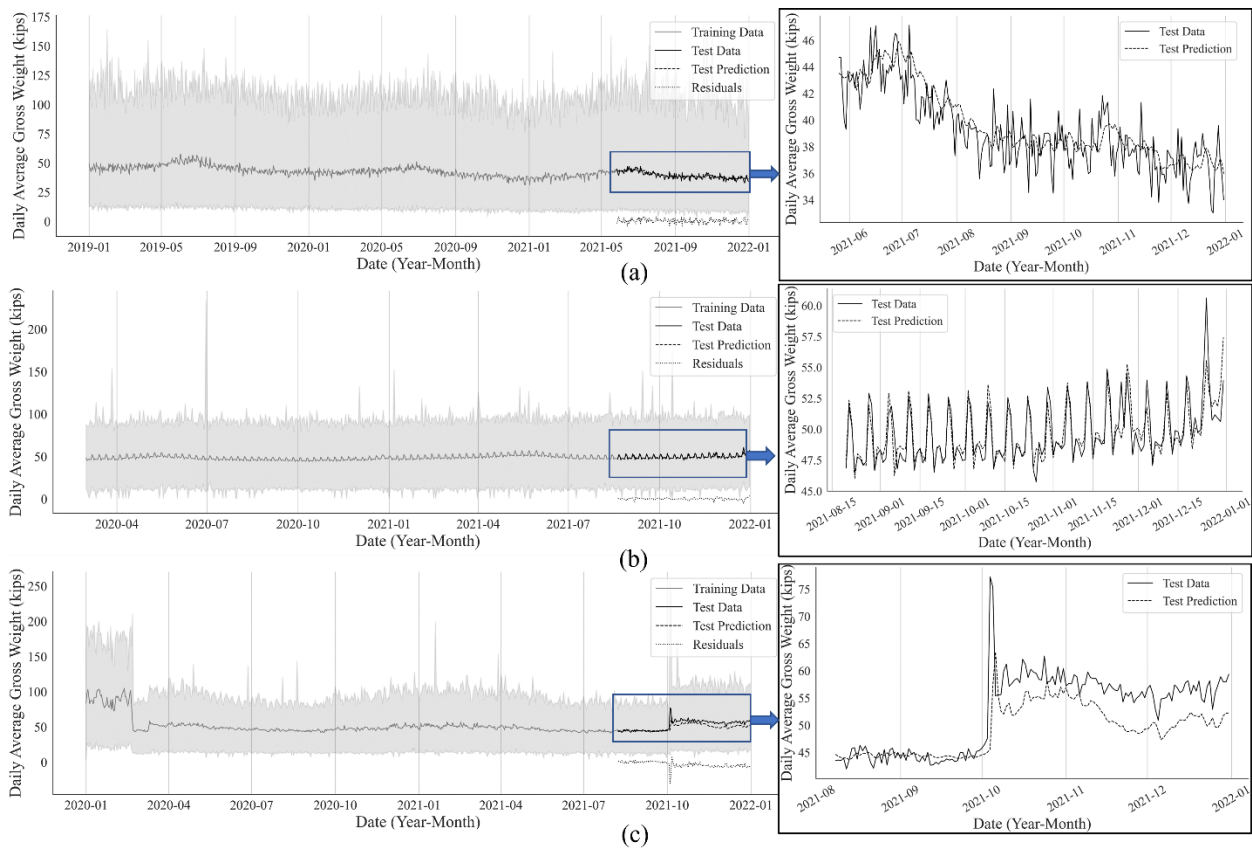 Daily Average Gross Weight (kips)
175
150
125
100
75
50
25
0
Training Data
Test Data
Test Prediction
Residuals
2019-01 2019-05 2019-09 2020-01 2020-05 2020-09 2021-01 2021-05 2021-09 2022-01
Date (Year-Month)
Daily Average Gross Weight (kips)
46
44
42
40
38
36
34
Test Data
Test Prediction
2021-06 2021-07 2021-08 2021-09 2021-10 2021-11 2021-12 2022-01
Date (Year-Month)
(a)
Daily Average Gross Weight (kips)
200
150
100
50
0
Training Data
Test Data
Test Prediction
Residuals
2020-04 2020-07 2020-10 2021-01 2021-04 2021-07 2021-10 2022-01
Date (Year-Month)
Daily Average Gross Weight (kips)
60.0
57.5
55.0
52.5
50.0
47.5
45.0
Test Data
Test Prediction
2021-08-15 2021-09-01 2021-09-15 2021-10-01 2021-10-15 2021-11-01 2021-11-15 2021-12-01 2021-12-15 2022-01-01
Date (Year-Month)
(b)
Daily Average Gross Weight (kips)
250
200
150
100
50
0
Training Data
Test Data
Test Prediction
Residuals
2020-01 2020-04 2020-07 2020-10 2021-01 2021-04 2021-07 2021-10 2022-01
Date (Year-Month)
Daily Average Gross Weight (kips)
75
70
65
60
55
50
45
Test Data
Test Prediction
2021-08 2021-09 2021-10 2021-11 2021-12 2022-01
Date (Year-Month)
(c)